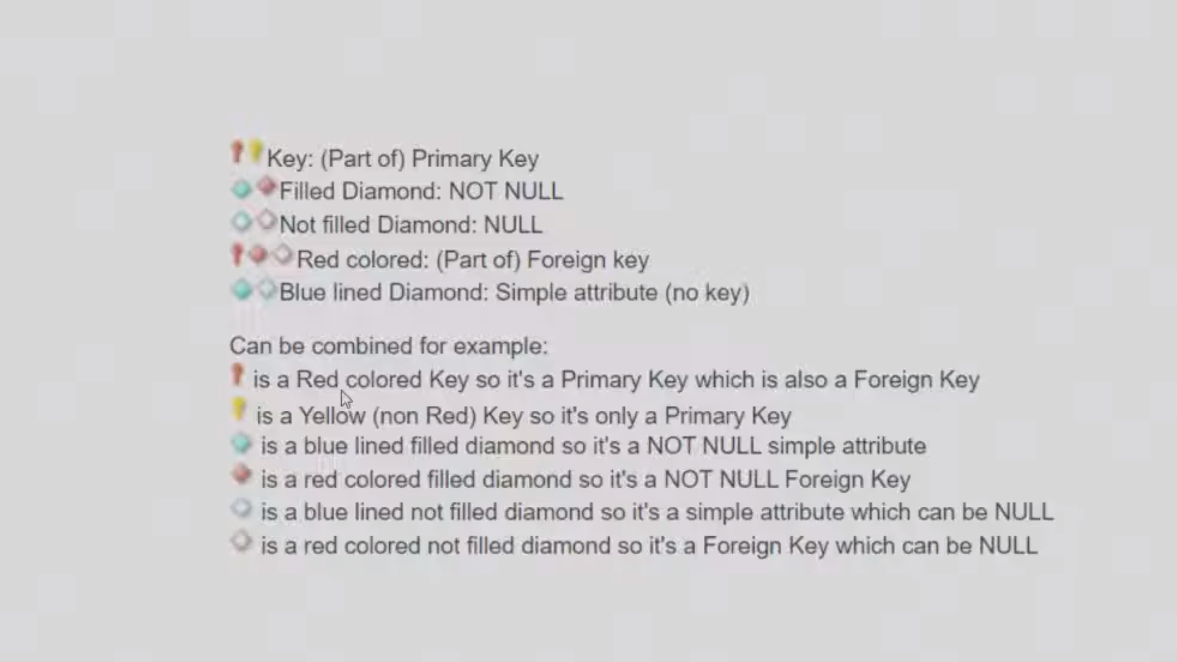 Key: (Part of) Primary Key
Filled Diamond: NOT NULL
Not filled Diamond: NULL
Red colored: (Part of) Foreign key
Blue lined Diamond: Simple attribute (no key)
Can be combined for example:
is a Red colored Key so it's a Primary Key which is also a Foreign Key
is a Yellow (non Red) Key so it's only a Primary Key
is a blue lined filled diamond so it's a NOT NULL simple attribute
is a red colored filled diamond so it's a NOT NULL Foreign Key
is a blue lined not filled diamond so it's a simple attribute which can be NULL
is a red colored not filled diamond so it's a Foreign Key which can be NULL